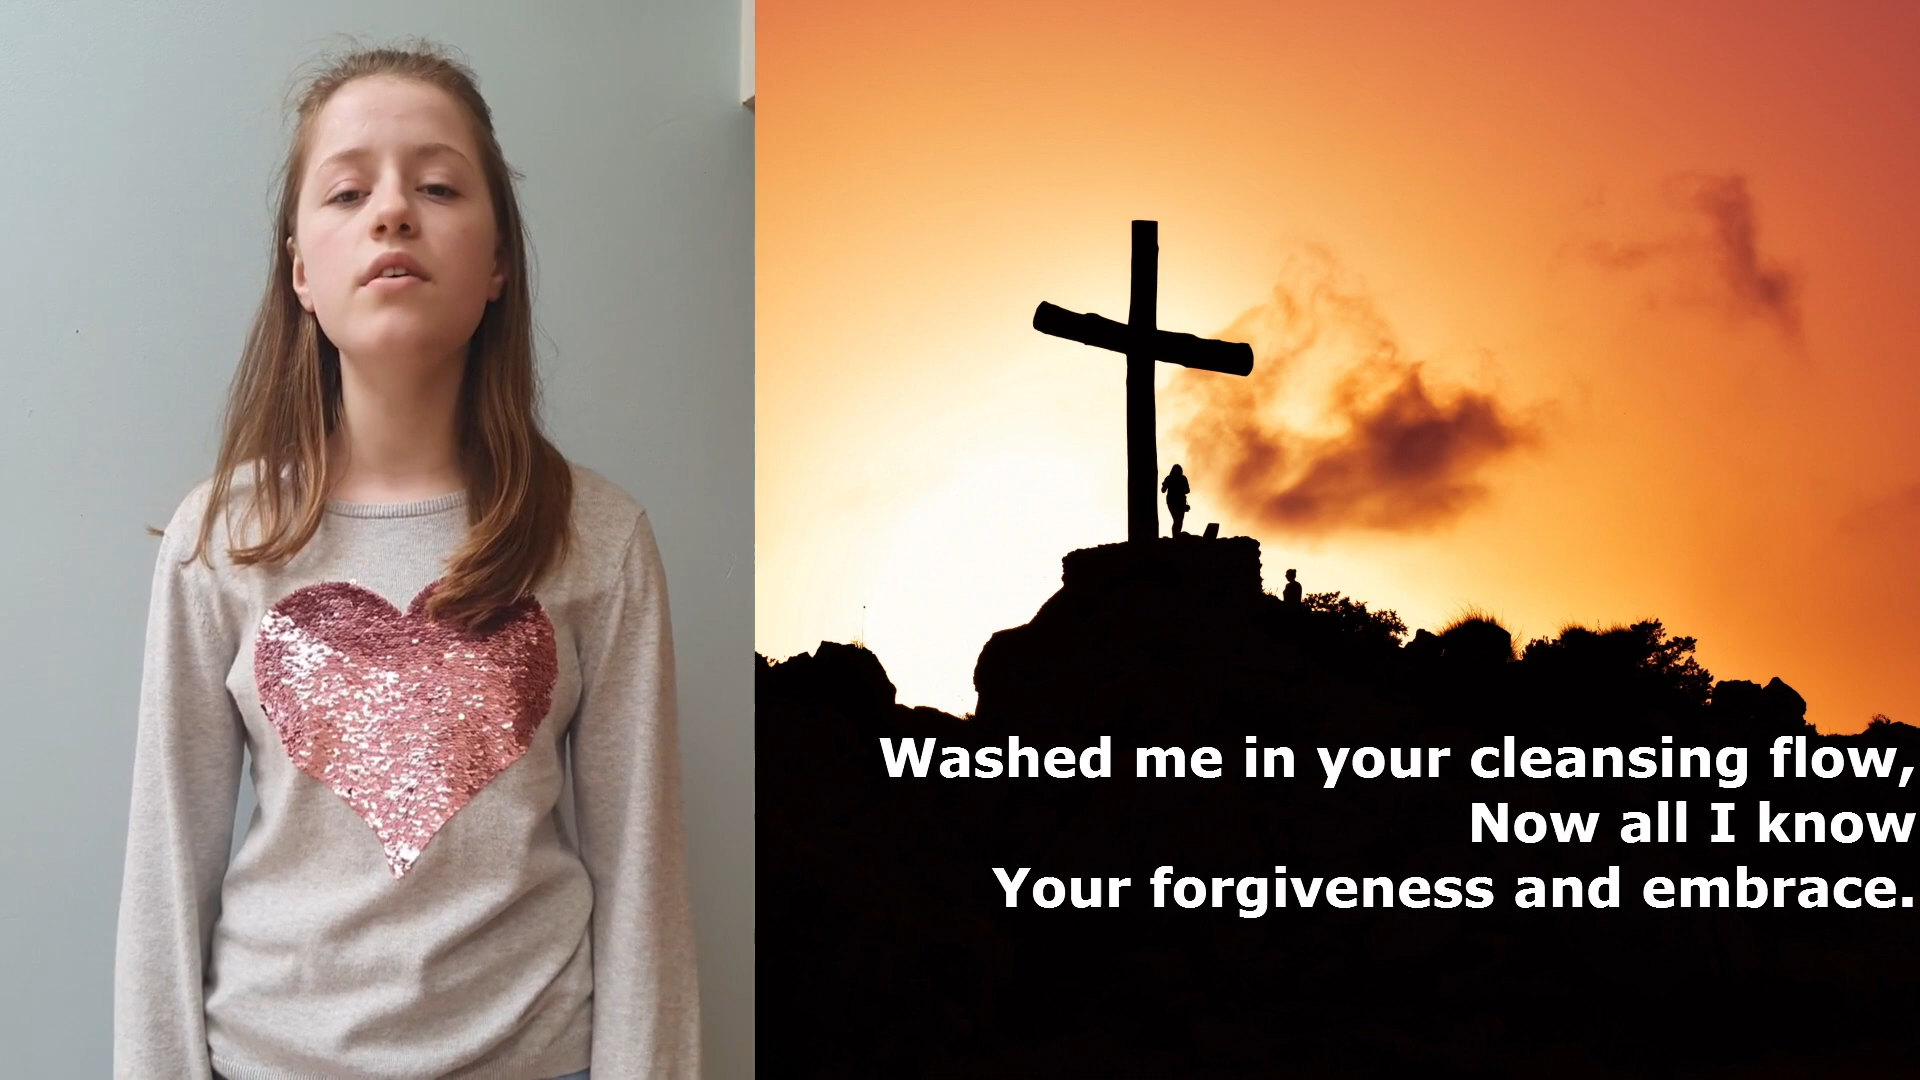 Washed me in your cleansing flow,
Now all I know
Your forgiveness and embrace.